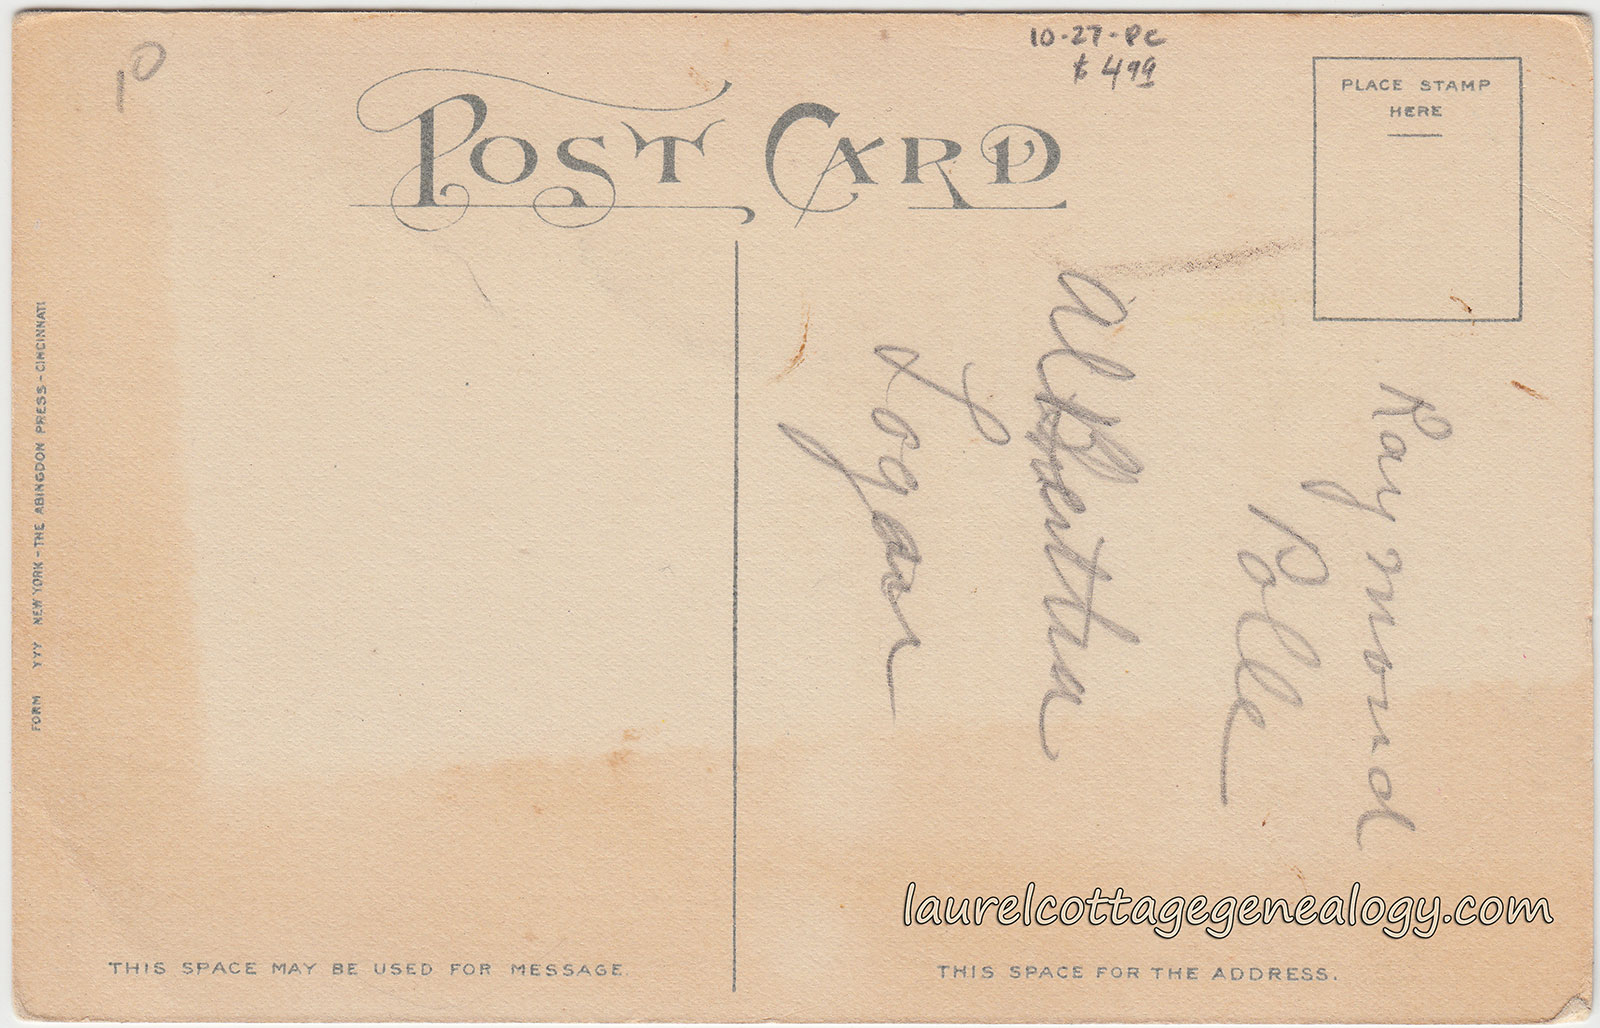 10
10-27-PC
$ 4.99
POST CARD
PLACE STAMP
HERE
Raymond
Polle
Logan
FORM YYY NEW YORK - THE ABINGDON PRESS - CINCINNATI
THIS SPACE MAY BE USED FOR MESSAGE.
THIS SPACE FOR THE ADDRESS.
laurelcottagegenealogy.com